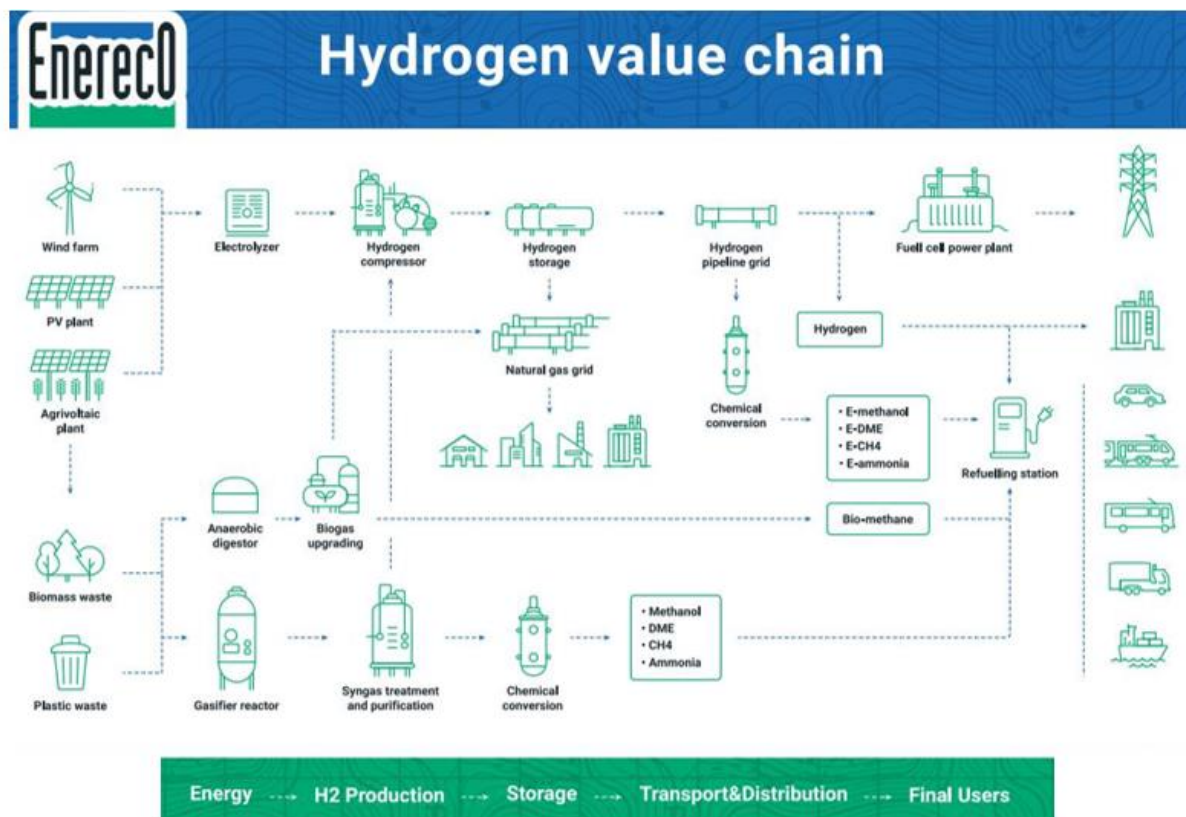 EnerecO
Hydrogen value chain
Wind farm
Electrolyzer
Hydrogen
compressor
Hydrogen
storage
Hydrogen
pipeline grid
Fuell cell power plant
PV plant
Hydrogen
Natural gas grid
Agrivoltaic
plant
Chemical
conversion
• E-methanol
• E-DME
• E-CH4
• E-ammonia
Refuelling station
Anaerobic
digestor
Biogas
upgrading
Bio-methane
Biomass waste
• Methanol
• DME
• CH4
• Ammonia
Plastic waste
Gasifier reactor
Syngas treatment
and purification
Chemical
conversion
Energy
H2 Production
Storage
Transport&Distribution
Final Users